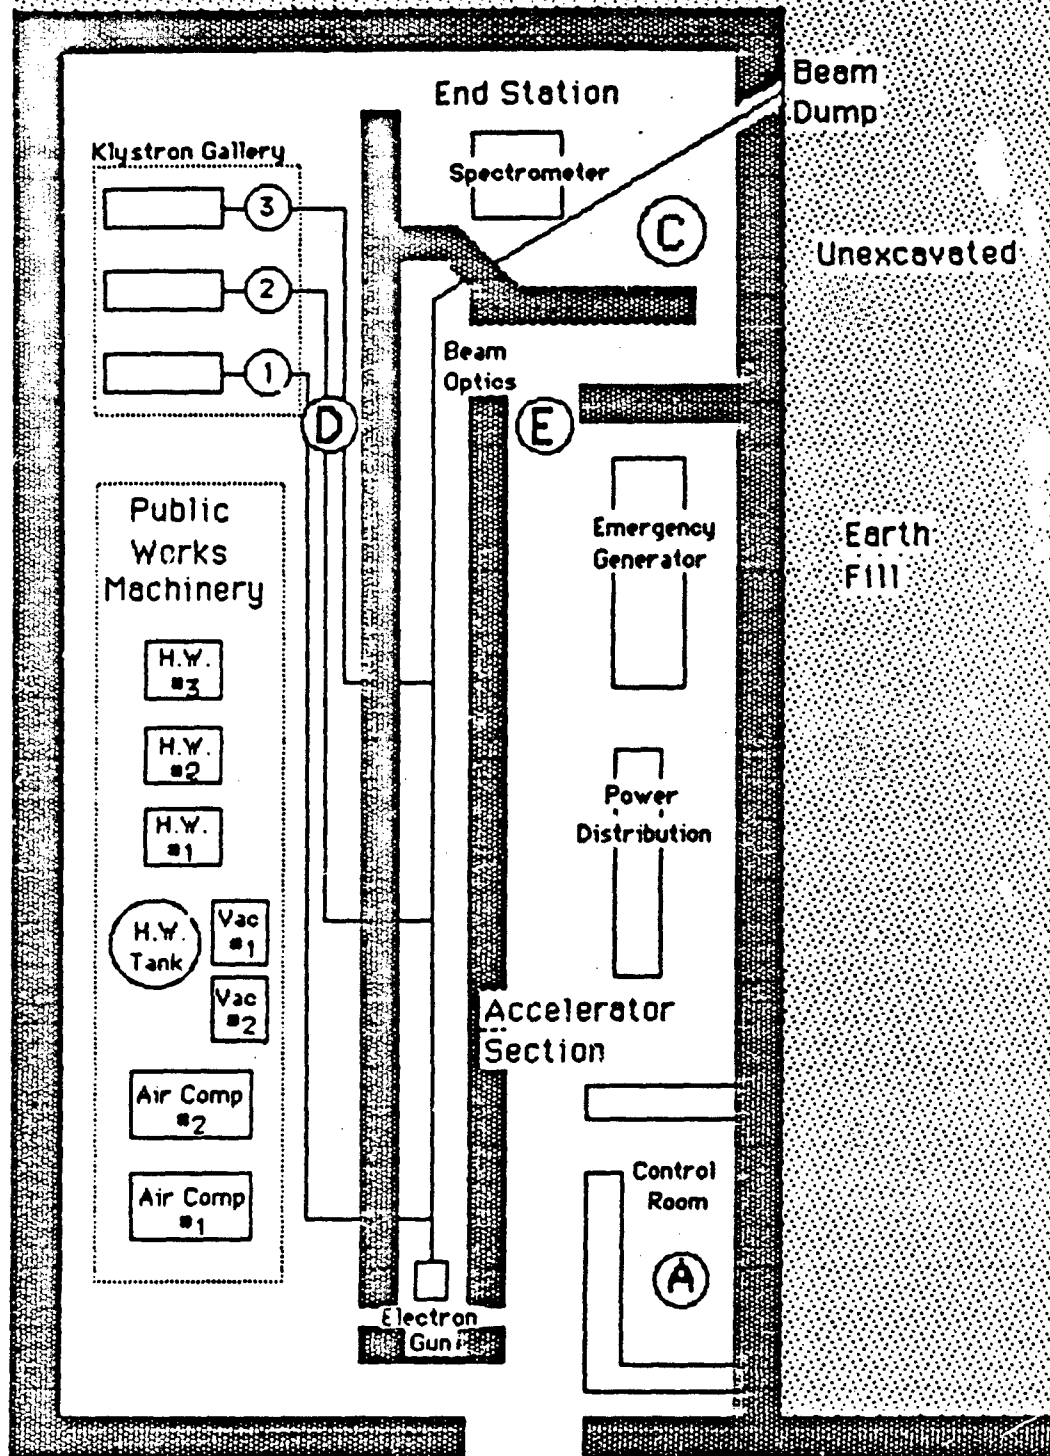 Beam
Dump
End Station
Klystron Gallery
Spectrometer
3
C
2
Unexcavated
1
Beam
Optics
D
E
Public
Works
Machinery
Emergency
Generator
Earth
Fill
H.W.
#3
H.W.
#2
Power
Distribution
H.W.
#1
H.W.
Tank
Vac
#1
Vac
#2
Accelerator
Section
Air Comp
#2
Control
Room
Air Comp
#1
A
Electron
Gun